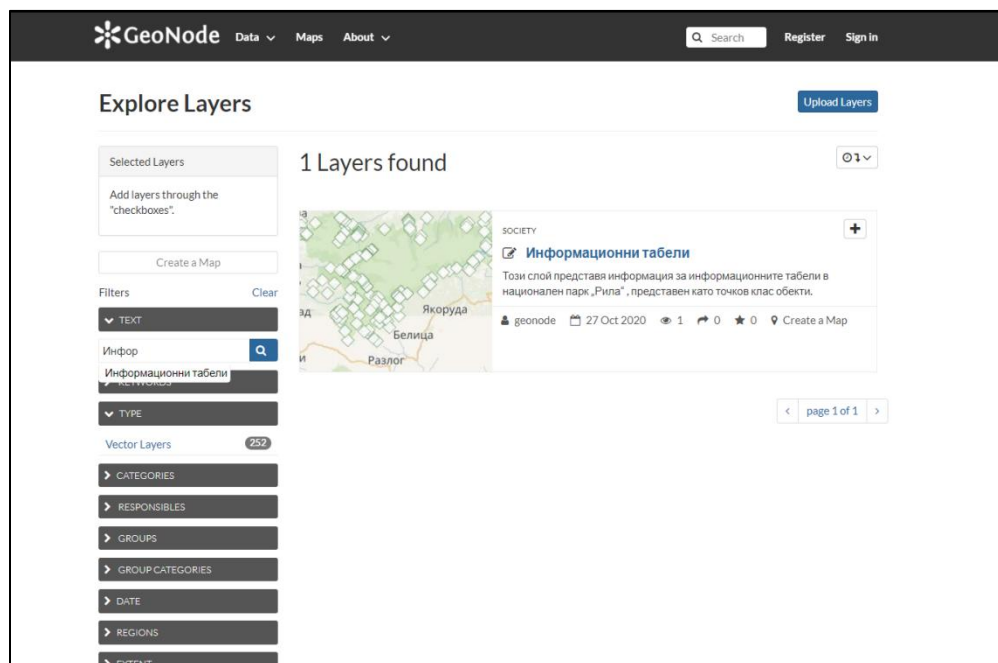 GeoNode Data Maps About Search Register Sign in
Explore Layers
Upload Layers
Selected Layers
Add layers through the
"checkboxes".
Create a Map
Filters Clear
TEXT
Инфор
Информационни табели
KEYWORDS
TYPE
Vector Layers 252
CATEGORIES
RESPONSIBLES
GROUPS
GROUP CATEGORIES
DATE
REGIONS
EXTENT
1 Layers found
Якоруда
Белица
Разлог
SOCIETY
Информационни табели
Този слой представя информация за информационните табели в
национален парк „Рила" , представен като точков клас обекти.
geonode 27 Oct 2020 1 0 0 Create a Map
page 1 of 1